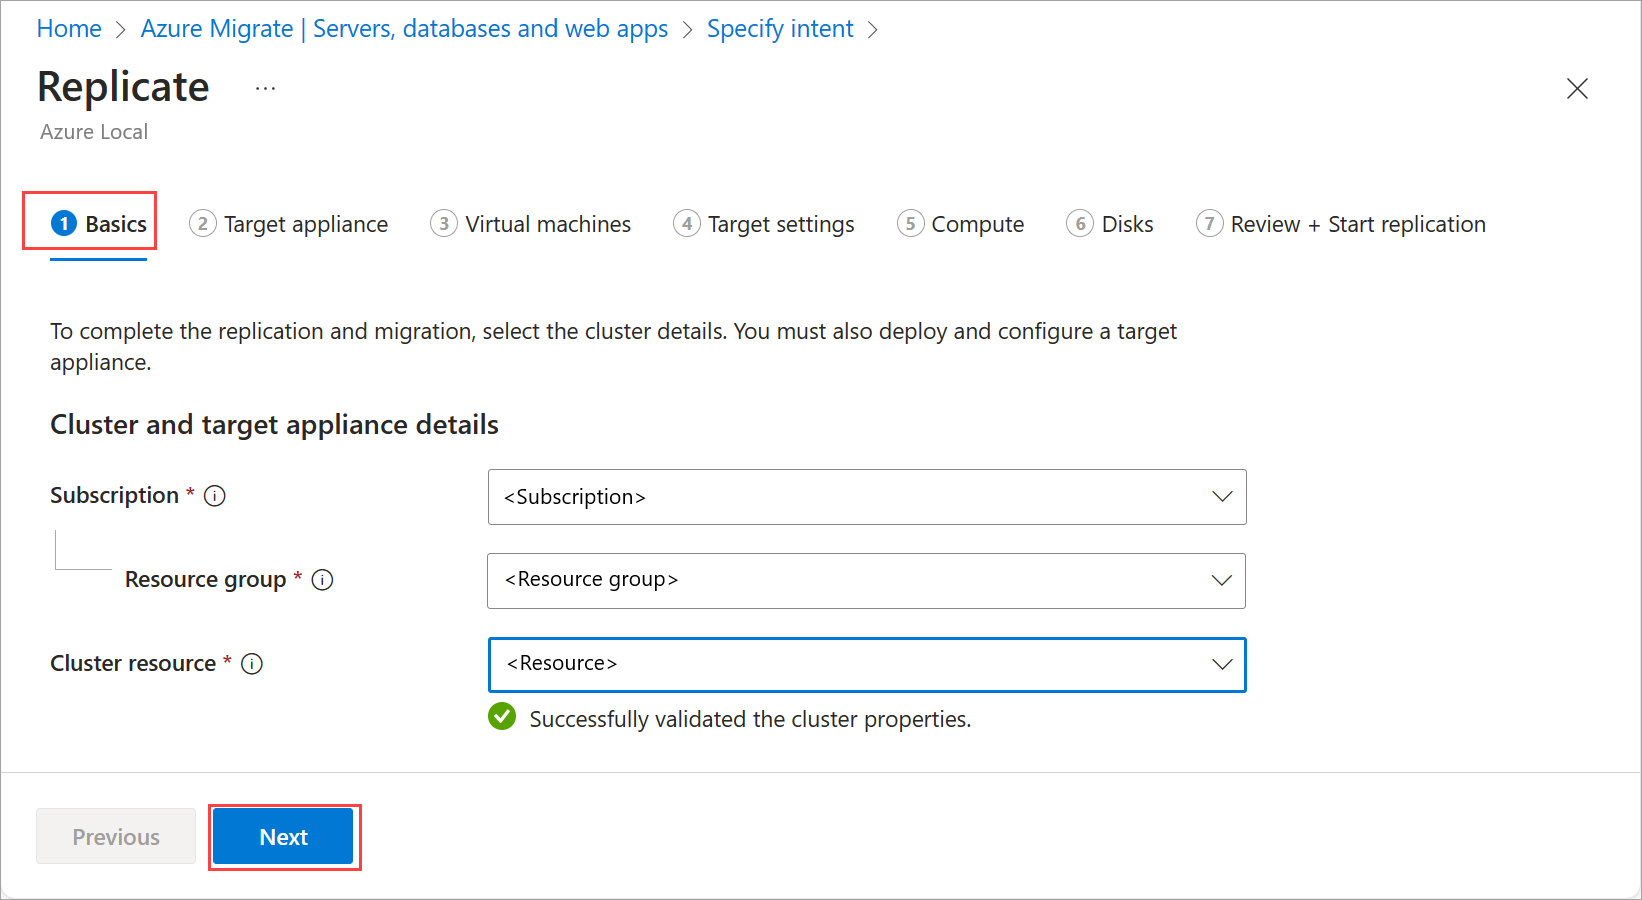 Home > Azure Migrate | Servers, databases and web apps > Specify intent >
Replicate ...
Azure Local
1 Basics 2 Target appliance 3 Virtual machines 4 Target settings 5 Compute 6 Disks 7 Review + Start replication
To complete the replication and migration, select the cluster details. You must also deploy and configure a target
appliance.
Cluster and target appliance details
Subscription * <Subscription>
Resource group * <Resource group>
Cluster resource * <Resource>
Successfully validated the cluster properties.
Previous Next